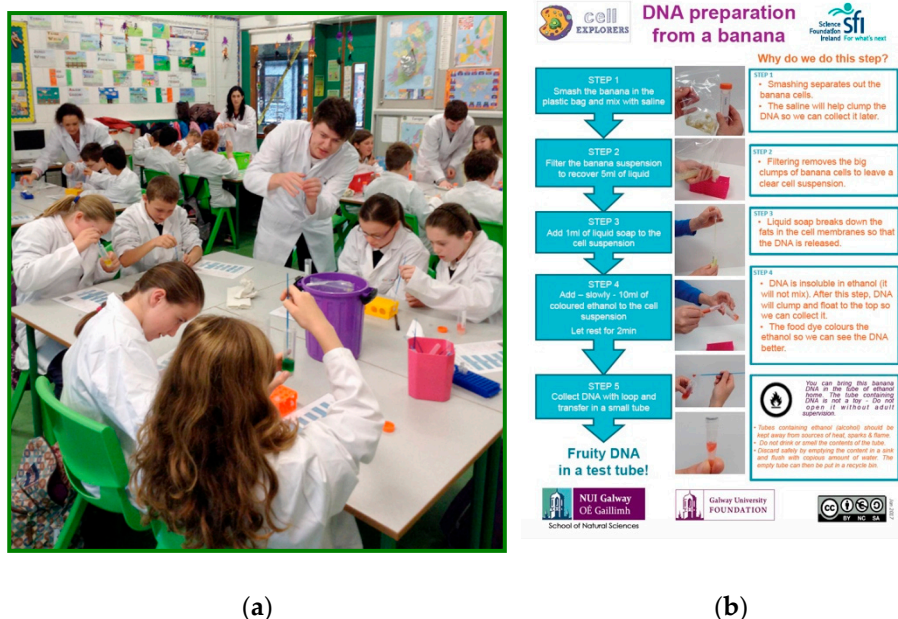 cell
EXPLORERS
DNA preparation
from a banana
Science
Foundation
Ireland
sfi
For what's next
Why do we do this step?
STEP 1
Smash the banana in the
plastic bag and mix with saline
STEP 1
• Smashing separates out the
banana cells.
• The saline will help clump the
DNA so we can collect it later.
STEP 2
Filter the banana suspension
to recover 5ml of liquid
STEP 2
• Filtering removes the big
clumps of banana cells to leave a
clear cell suspension.
STEP 3
Add 1ml of liquid soap to the
cell suspension
STEP 3
• Liquid soap breaks down the
fats in the cell membranes so that
the DNA is released.
STEP 4
Add – slowly - 10ml of
coloured ethanol to the cell
suspension
Let rest for 2min
STEP 4
• DNA is insoluble in ethanol (it
will not mix). After this step, DNA
will clump and float to the top so
we can collect it.
• The food dye colours the
ethanol so we can see the DNA
better.
STEP 5
Collect DNA with loop and
transfer in a small tube
You can bring this banana
DNA in the tube of ethanol
home. The tube containing
DNA is not a toy - Do not
open it without adult
supervision.
• Tubes containing ethanol (alcohol) should be
kept away from sources of heat, sparks & flame.
• Do not drink or smell the contents of the tube.
• Discard safely by emptying the content in a sink
and flush with copious amount of water. The
empty tube can then be put in a recycle bin.
Fruity DNA
in a test tube!
NUI Galway
OÉ Gaillimh
School of Natural Sciences
Galway University
FOUNDATION
cc
BY NC SA
Jan 2017
(a)
(b)